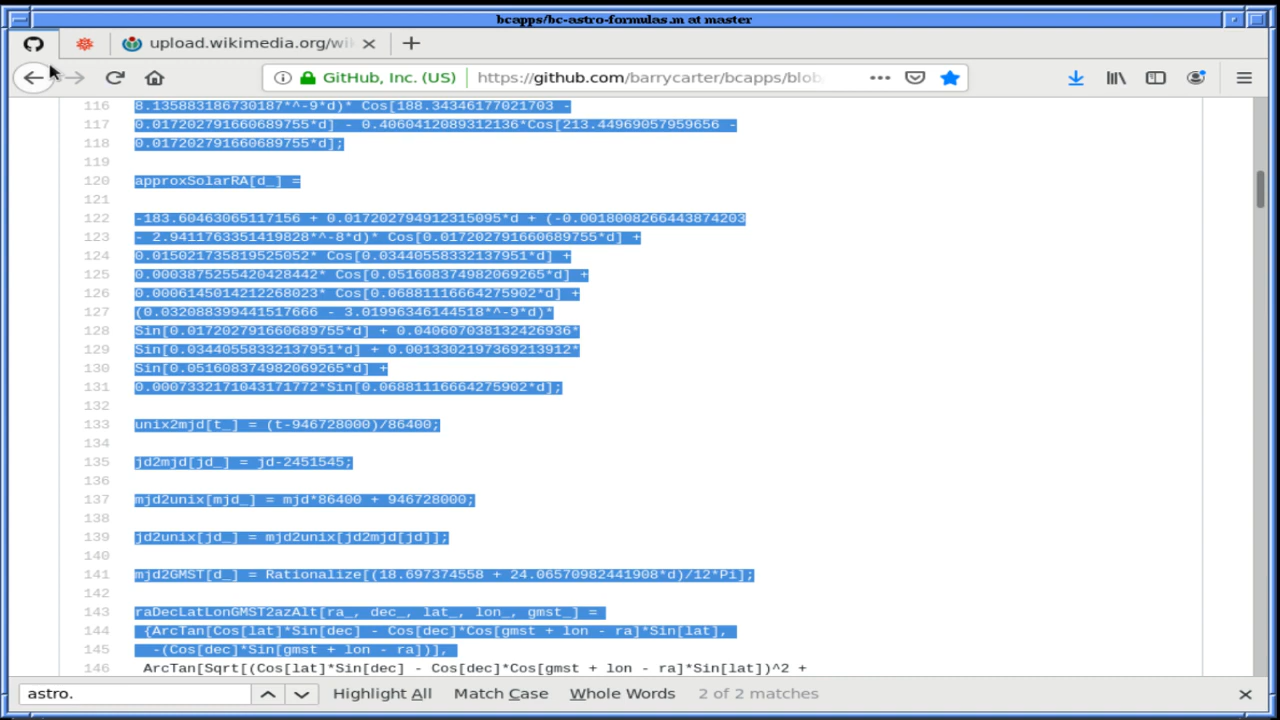 bcapps/bc-astro-formulas.m at master
upload.wikimedia.org/wi
GitHub, Inc. (US) https://github.com/barrycarter/bcapps/blob
116 8.135883186730187*^-9*d)* Cos[188.34346177021703 -
117 0.017202791660689755*d] - 0.4060412089312136*Cos[213.44969057959656 -
118 0.017202791660689755*d];
119
120 approxSolarRA[d_] =
121
122 -183.60463065117156 + 0.017202794912315095*d + (-0.0018008266443874203
123 - 2.9411763351419828*^-8*d)* Cos[0.017202791660689755*d] +
124 0.015021735819525052* Cos[0.03440558332137951*d] +
125 0.0003875255420428442* Cos[0.051608374982069265*d] +
126 0.0006145014212268023* Cos[0.06881116664275902*d] +
127 (0.032088399441517666 - 3.01996346144518*^-9*d)*
128 Sin[0.017202791660689755*d] + 0.040607038132426936*
129 Sin[0.03440558332137951*d] + 0.0013302197369213912*
130 Sin[0.051608374982069265*d] +
131 0.0007332171043171772*Sin[0.06881116664275902*d];
132
133 unix2mjd[t_] = (t-946728000)/86400;
134
135 jd2mjd[jd_] = jd-2451545;
136
137 mjd2unix[mjd_] = mjd*86400 + 946728000;
138
139 jd2unix[jd_] = mjd2unix[jd2mjd[jd]];
140
141 mjd2GMST[d_] = Rationalize[(18.697374558 + 24.06570982441908*d)/12*Pi];
142
143 raDecLatLonGMST2azAlt[ra_, dec_, lat_, lon_, gmst_] =
144 {ArcTan[Cos[lat]*Sin[dec] - Cos[dec]*Cos[gmst + lon - ra]*Sin[lat],
145 -(Cos[dec]*Sin[gmst + lon - ra])],
146 ArcTan[Sqrt[(Cos[lat]*Sin[dec] - Cos[dec]*Cos[gmst + lon - ra]*Sin[lat])^2 +
astro. Highlight All Match Case Whole Words 2 of 2 matches